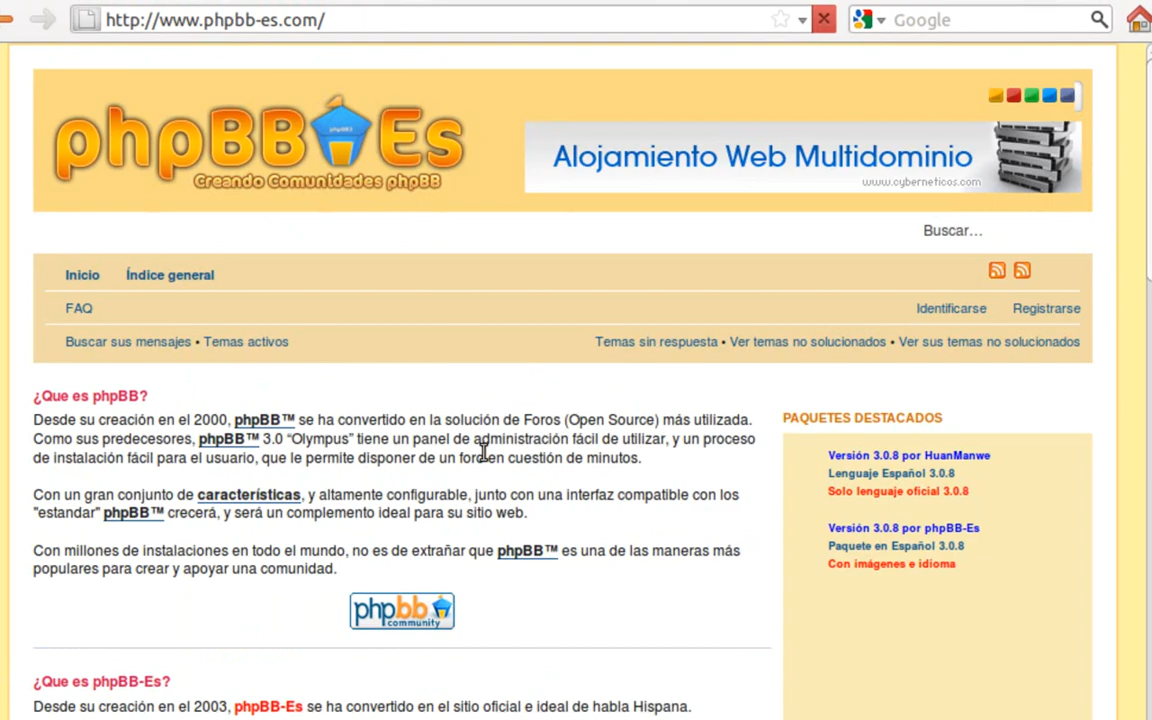 http://www.phpbb-es.com/
Google
phpBB Es
Creando Comunidades phpBB
Alojamiento Web Multidominio
www.cyberneticos.com
Buscar…
Inicio Índice general
FAQ
Identificarse Registrarse
Buscar sus mensajes • Temas activos
Temas sin respuesta • Ver temas no solucionados • Ver sus temas no solucionados
¿Que es phpBB?
Desde su creación en el 2000, phpBB™ se ha convertido en la solución de Foros (Open Source) más utilizada.
Como sus predecesores, phpBB™ 3.0 “Olympus” tiene un panel de administración fácil de utilizar, y un proceso
de instalación fácil para el usuario, que le permite disponer de un foro en cuestión de minutos.
Con un gran conjunto de características, y altamente configurable, junto con una interfaz compatible con los
"estandar" phpBB™ crecerá, y será un complemento ideal para su sitio web.
Con millones de instalaciones en todo el mundo, no es de extrañar que phpBB™ es una de las maneras más
populares para crear y apoyar una comunidad.
phpbb
community
¿Que es phpBB-Es?
Desde su creación en el 2003, phpBB-Es se ha convertido en el sitio oficial e ideal de habla Hispana.
PAQUETES DESTACADOS
Versión 3.0.8 por HuanManwe
Lenguaje Español 3.0.8
Solo lenguaje oficial 3.0.8
Versión 3.0.8 por phpBB-Es
Paquete en Español 3.0.8
Con imágenes e idioma